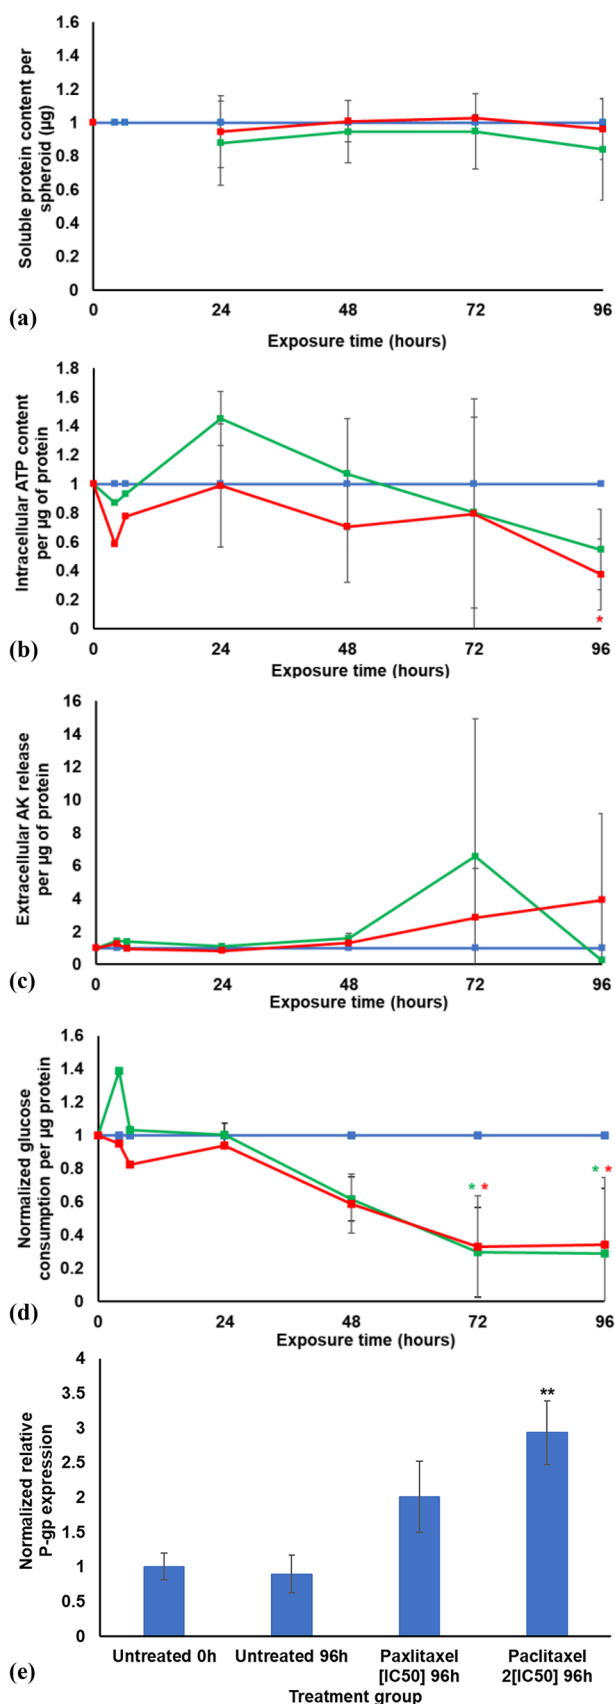 1.6
1.4
1.2
1
0.8
0.6
0.4
0.2
0
Soluble protein content per
spheroid (µg)
0 24 48 72 96
(a)
Exposure time (hours)
1.8
1.6
1.4
1.2
1
0.8
0.6
0.4
0.2
0
Intracellular ATP content
per µg of protein
*
0 24 48 72 96
(b)
Exposure time (hours)
16
14
12
10
8
6
4
2
0
Extracellular AK release
per µg of protein
0 24 48 72 96
(c)
Exposure time (hours)
1.6
1.4
1.2
1
0.8
0.6
0.4
0.2
0
Normalized glucose
consumption per µg protein
* * * *
0 24 48 72 96
(d)
Exposure time (hours)
4
3.5
3
2.5
2
1.5
1
0.5
0
Normalized relative
P-gp expression
**
Untreated 0h Untreated 96h Paxlitaxel Paclitaxel
[IC50] 96h 2[IC50] 96h
(e)
Treatment group